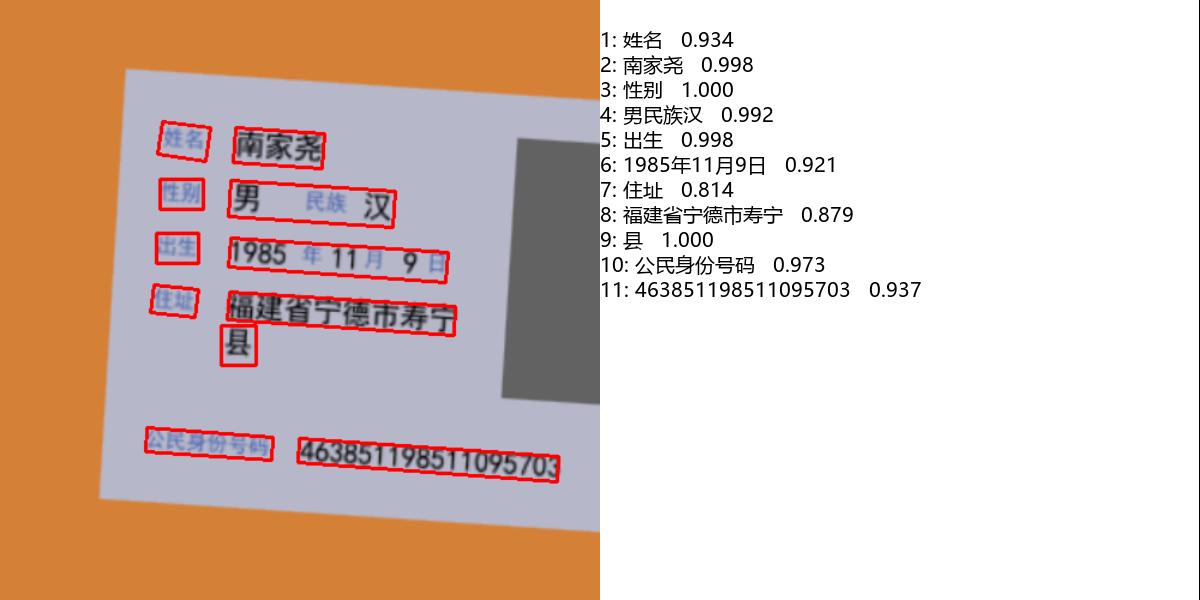 姓名 南家尧
性别 男 民族 汉
出生 1985 年 11 月 9 日
住址 福建省宁德市寿宁
县
公民身份号码 463851198511095703
1: 姓名 0.934
2: 南家尧 0.998
3: 性别 1.000
4: 男民族汉 0.992
5: 出生 0.998
6: 1985年11月9日 0.921
7: 住址 0.814
8: 福建省宁德市寿宁 0.879
9: 县 1.000
10: 公民身份号码 0.973
11: 463851198511095703 0.937